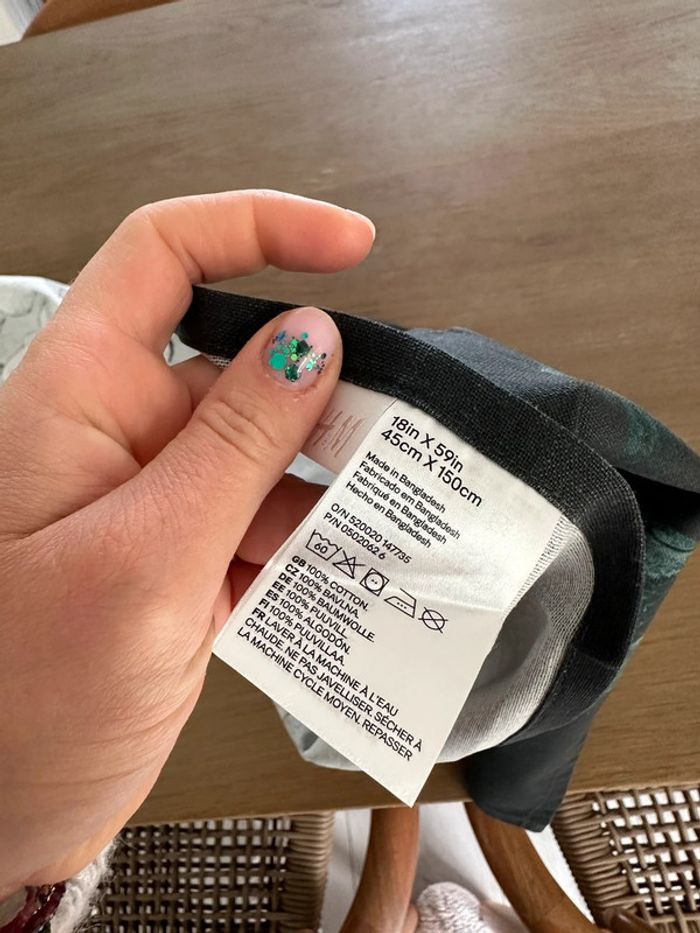 18in X 59in
45cm X 150cm
Made in Bangladesh
Fabricado em Bangladesh
Fabriqué en Bangladesh
Hecho en Bangladesh
O/N 520020 147735
P/N 0502062 6
60
GB 100% COTTON.
CZ 100% BAVLNA.
DE 100% BAUMWOLLE.
EE 100% PUUVILL.
ES 100% ALGODÓN.
FI 100% PUUVILLAA.
FR LAVER À LA MACHINE À L'EAU
CHAUDE. NE PAS JAVELLISER. SÉCHER À
LA MACHINE CYCLE MOYEN. REPASSER